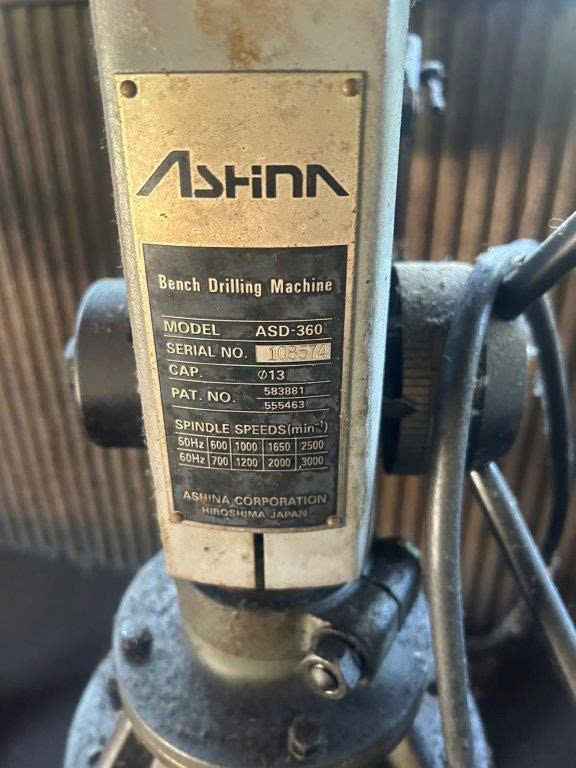 ASHINA
Bench Drilling Machine
MODEL ASD-360
SERIAL NO. 108574
CAP. φ13
PAT. NO. 583881
555463
SPINDLE SPEEDS(min⁻¹)
50Hz 600 1000 1650 2500
60Hz 700 1200 2000 3000
ASHINA CORPORATION
HIROSHIMA JAPAN